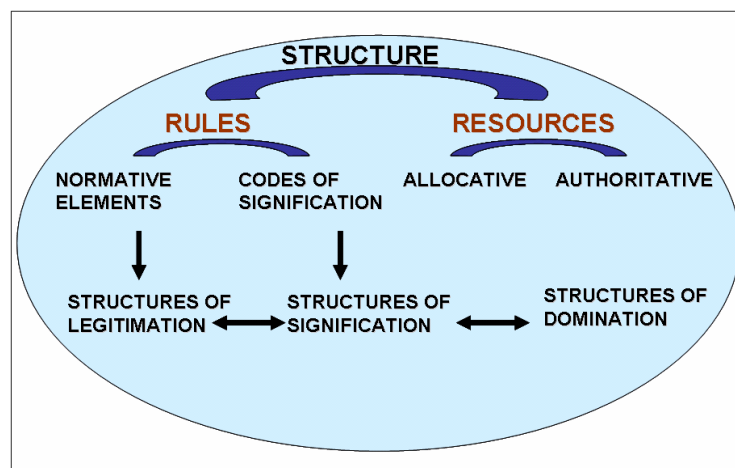 STRUCTURE
RULES
RESOURCES
NORMATIVE
ELEMENTS
CODES OF
SIGNIFICATION
ALLOCATIVE
AUTHORITATIVE
STRUCTURES OF
LEGITIMATION
STRUCTURES OF
SIGNIFICATION
STRUCTURES OF
DOMINATION